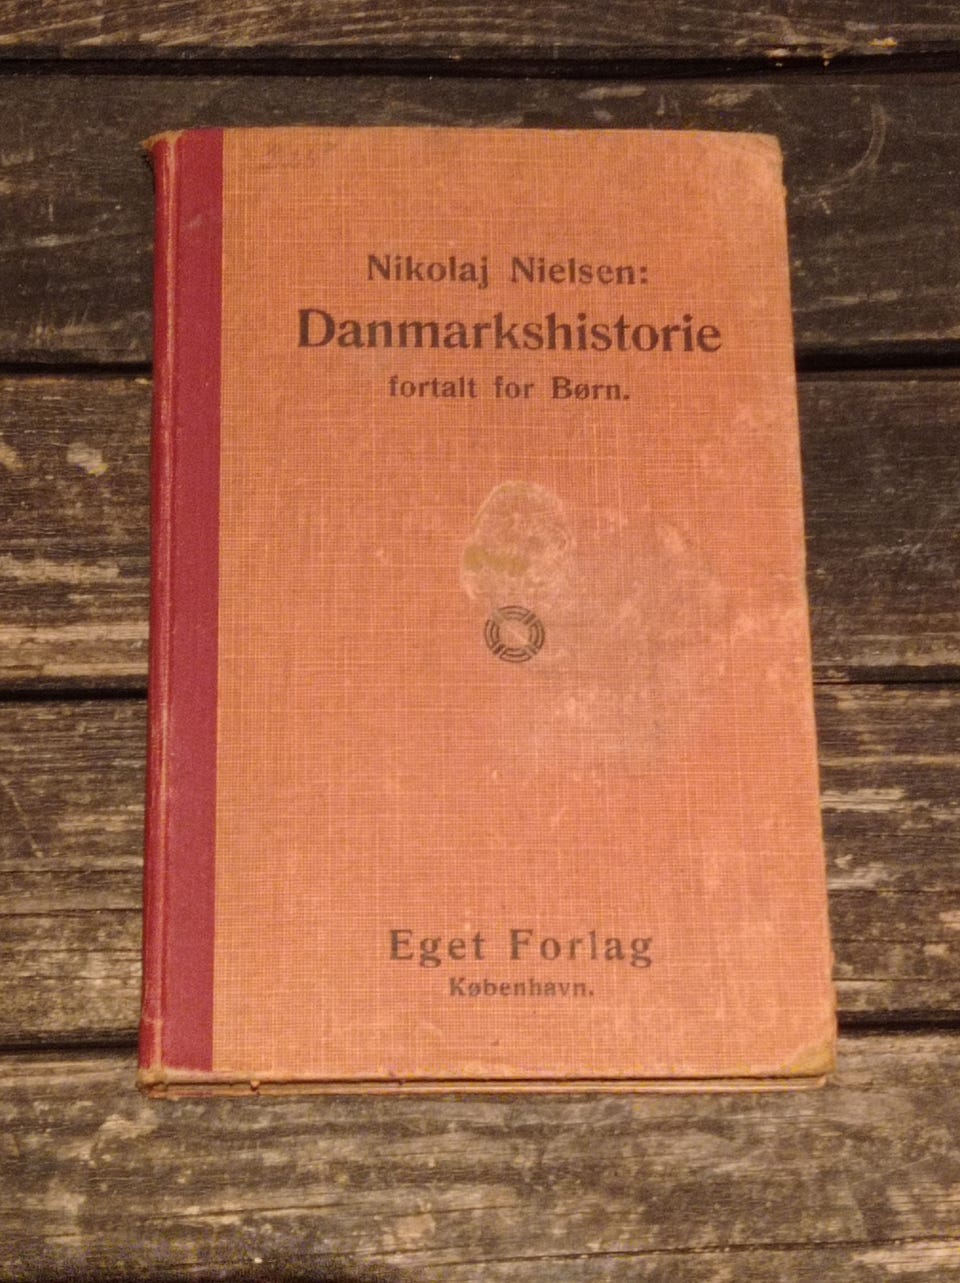 Nikolaj Nielsen:
Danmarkshistorie
fortalt for Børn.
Eget Forlag
København.